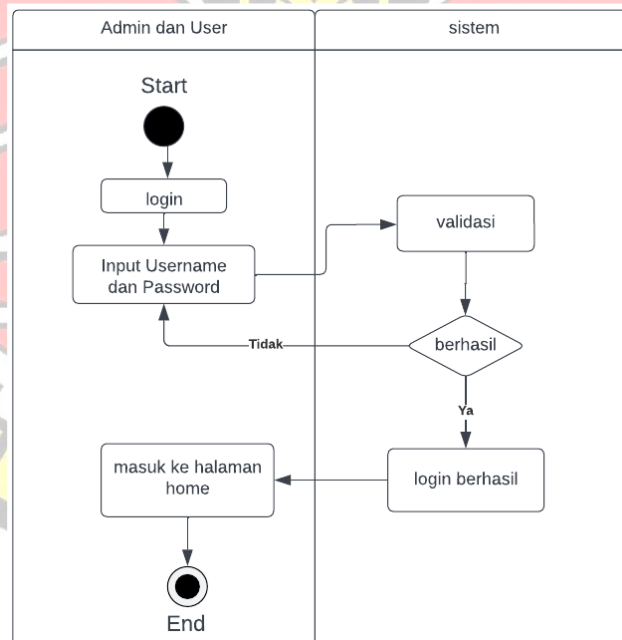 Admin dan User
sistem
Start
login
Input Username
dan Password
validasi
berhasil
Tidak
Ya
login berhasil
masuk ke halaman
home
End